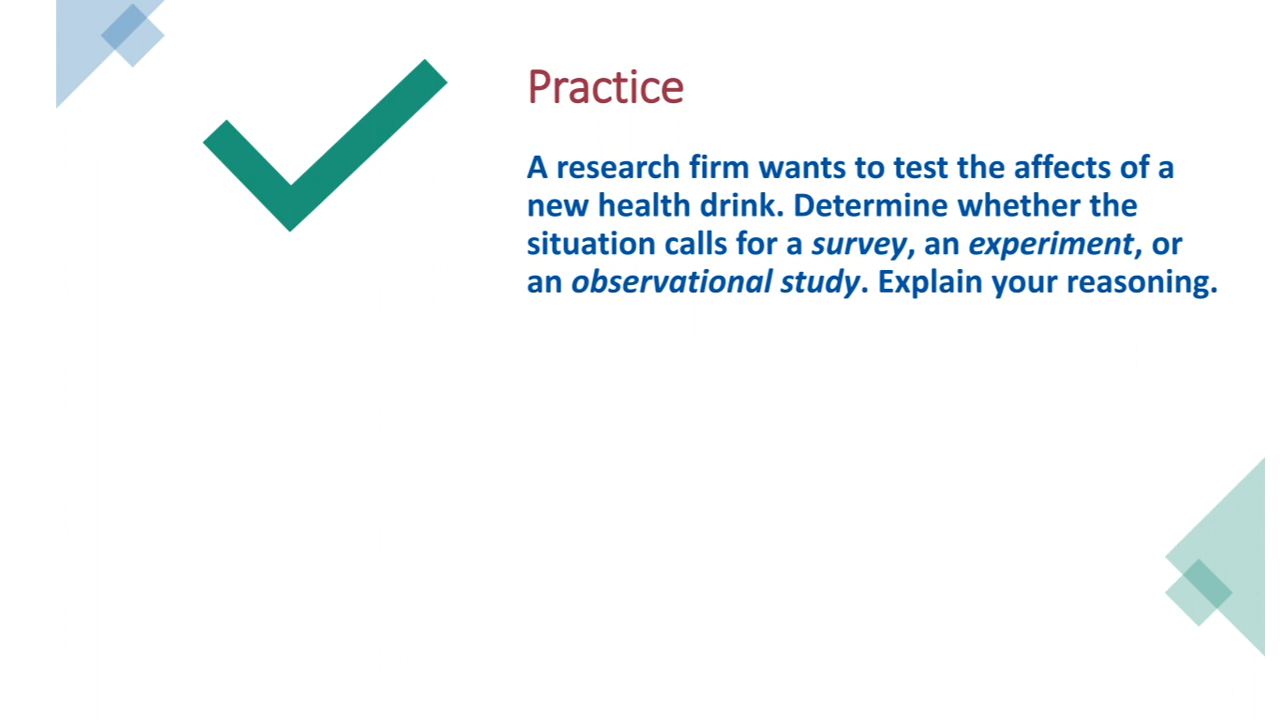 Practice
A research firm wants to test the affects of a
new health drink. Determine whether the
situation calls for a survey, an experiment, or
an observational study. Explain your reasoning.